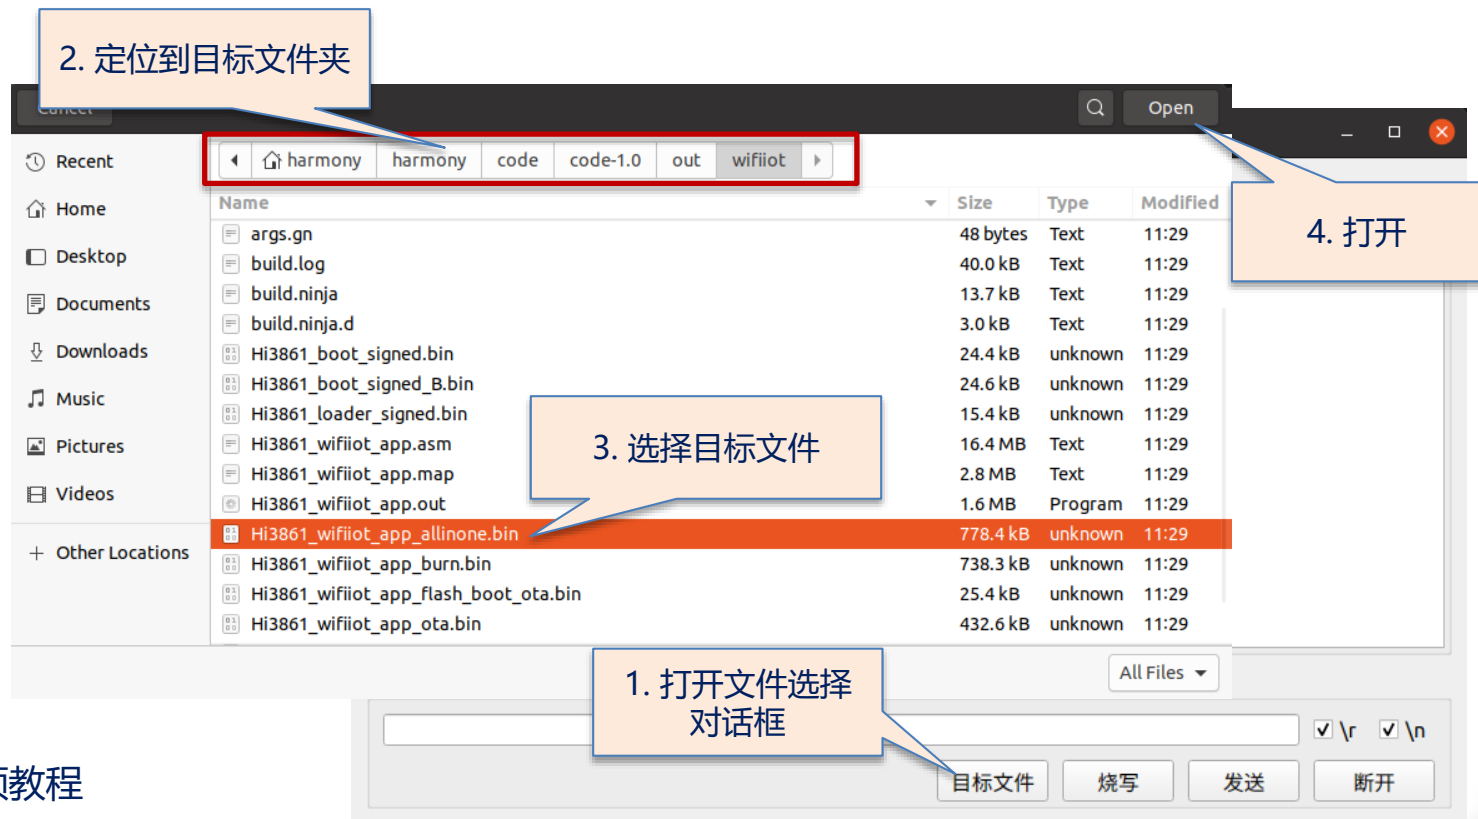 2. 定位到目标文件夹
Open
Recent
Home
Desktop
Documents
Downloads
Music
Pictures
Videos
Other Locations
harmony harmony code code-1.0 out wifiiot
Name Size Type Modified
args.gn 48 bytes Text 11:29
build.log 40.0 kB Text 11:29
build.ninja 13.7 kB Text 11:29
build.ninja.d 3.0 kB Text 11:29
Hi3861_boot_signed.bin 24.4 kB unknown 11:29
Hi3861_boot_signed_B.bin 24.6 kB unknown 11:29
Hi3861_loader_signed.bin 15.4 kB unknown 11:29
Hi3861_wifiiot_app.asm 16.4 MB Text 11:29
Hi3861_wifiiot_app.map 2.8 MB Text 11:29
Hi3861_wifiiot_app.out 1.6 MB Program 11:29
Hi3861_wifiiot_app_allinone.bin 778.4 kB unknown 11:29
Hi3861_wifiiot_app_burn.bin 738.3 kB unknown 11:29
Hi3861_wifiiot_app_flash_boot_ota.bin 25.4 kB unknown 11:29
Hi3861_wifiiot_app_ota.bin 432.6 kB unknown 11:29
4. 打开
3. 选择目标文件
All Files
1. 打开文件选择
对话框
\r \n
目标文件 烧写 发送 断开
教程